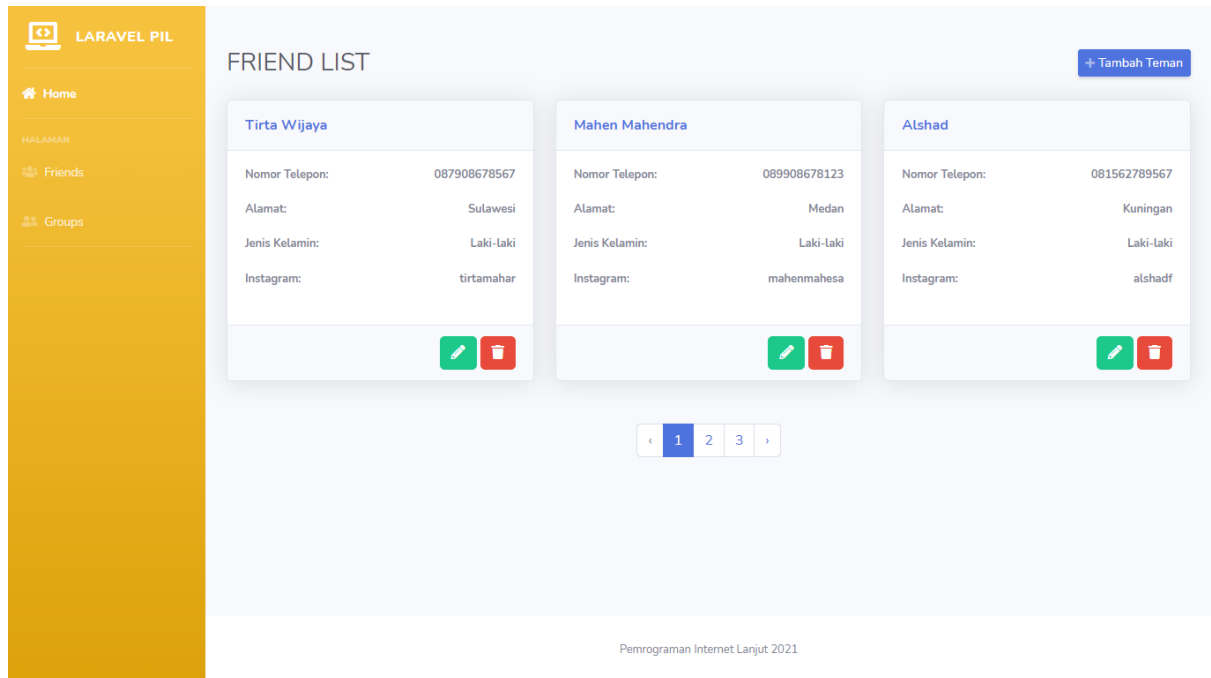 LARAVEL PIL
Home
HALAMAN
Friends
Groups
FRIEND LIST
+ Tambah Teman
Tirta Wijaya
Nomor Telepon: 087908678567
Alamat: Sulawesi
Jenis Kelamin: Laki-laki
Instagram: tirtamahar
Mahen Mahendra
Nomor Telepon: 089908678123
Alamat: Medan
Jenis Kelamin: Laki-laki
Instagram: mahenmahesa
Alshad
Nomor Telepon: 081562789567
Alamat: Kuningan
Jenis Kelamin: Laki-laki
Instagram: alshadf
‹ 1 2 3 ›
Pemrograman Internet Lanjut 2021